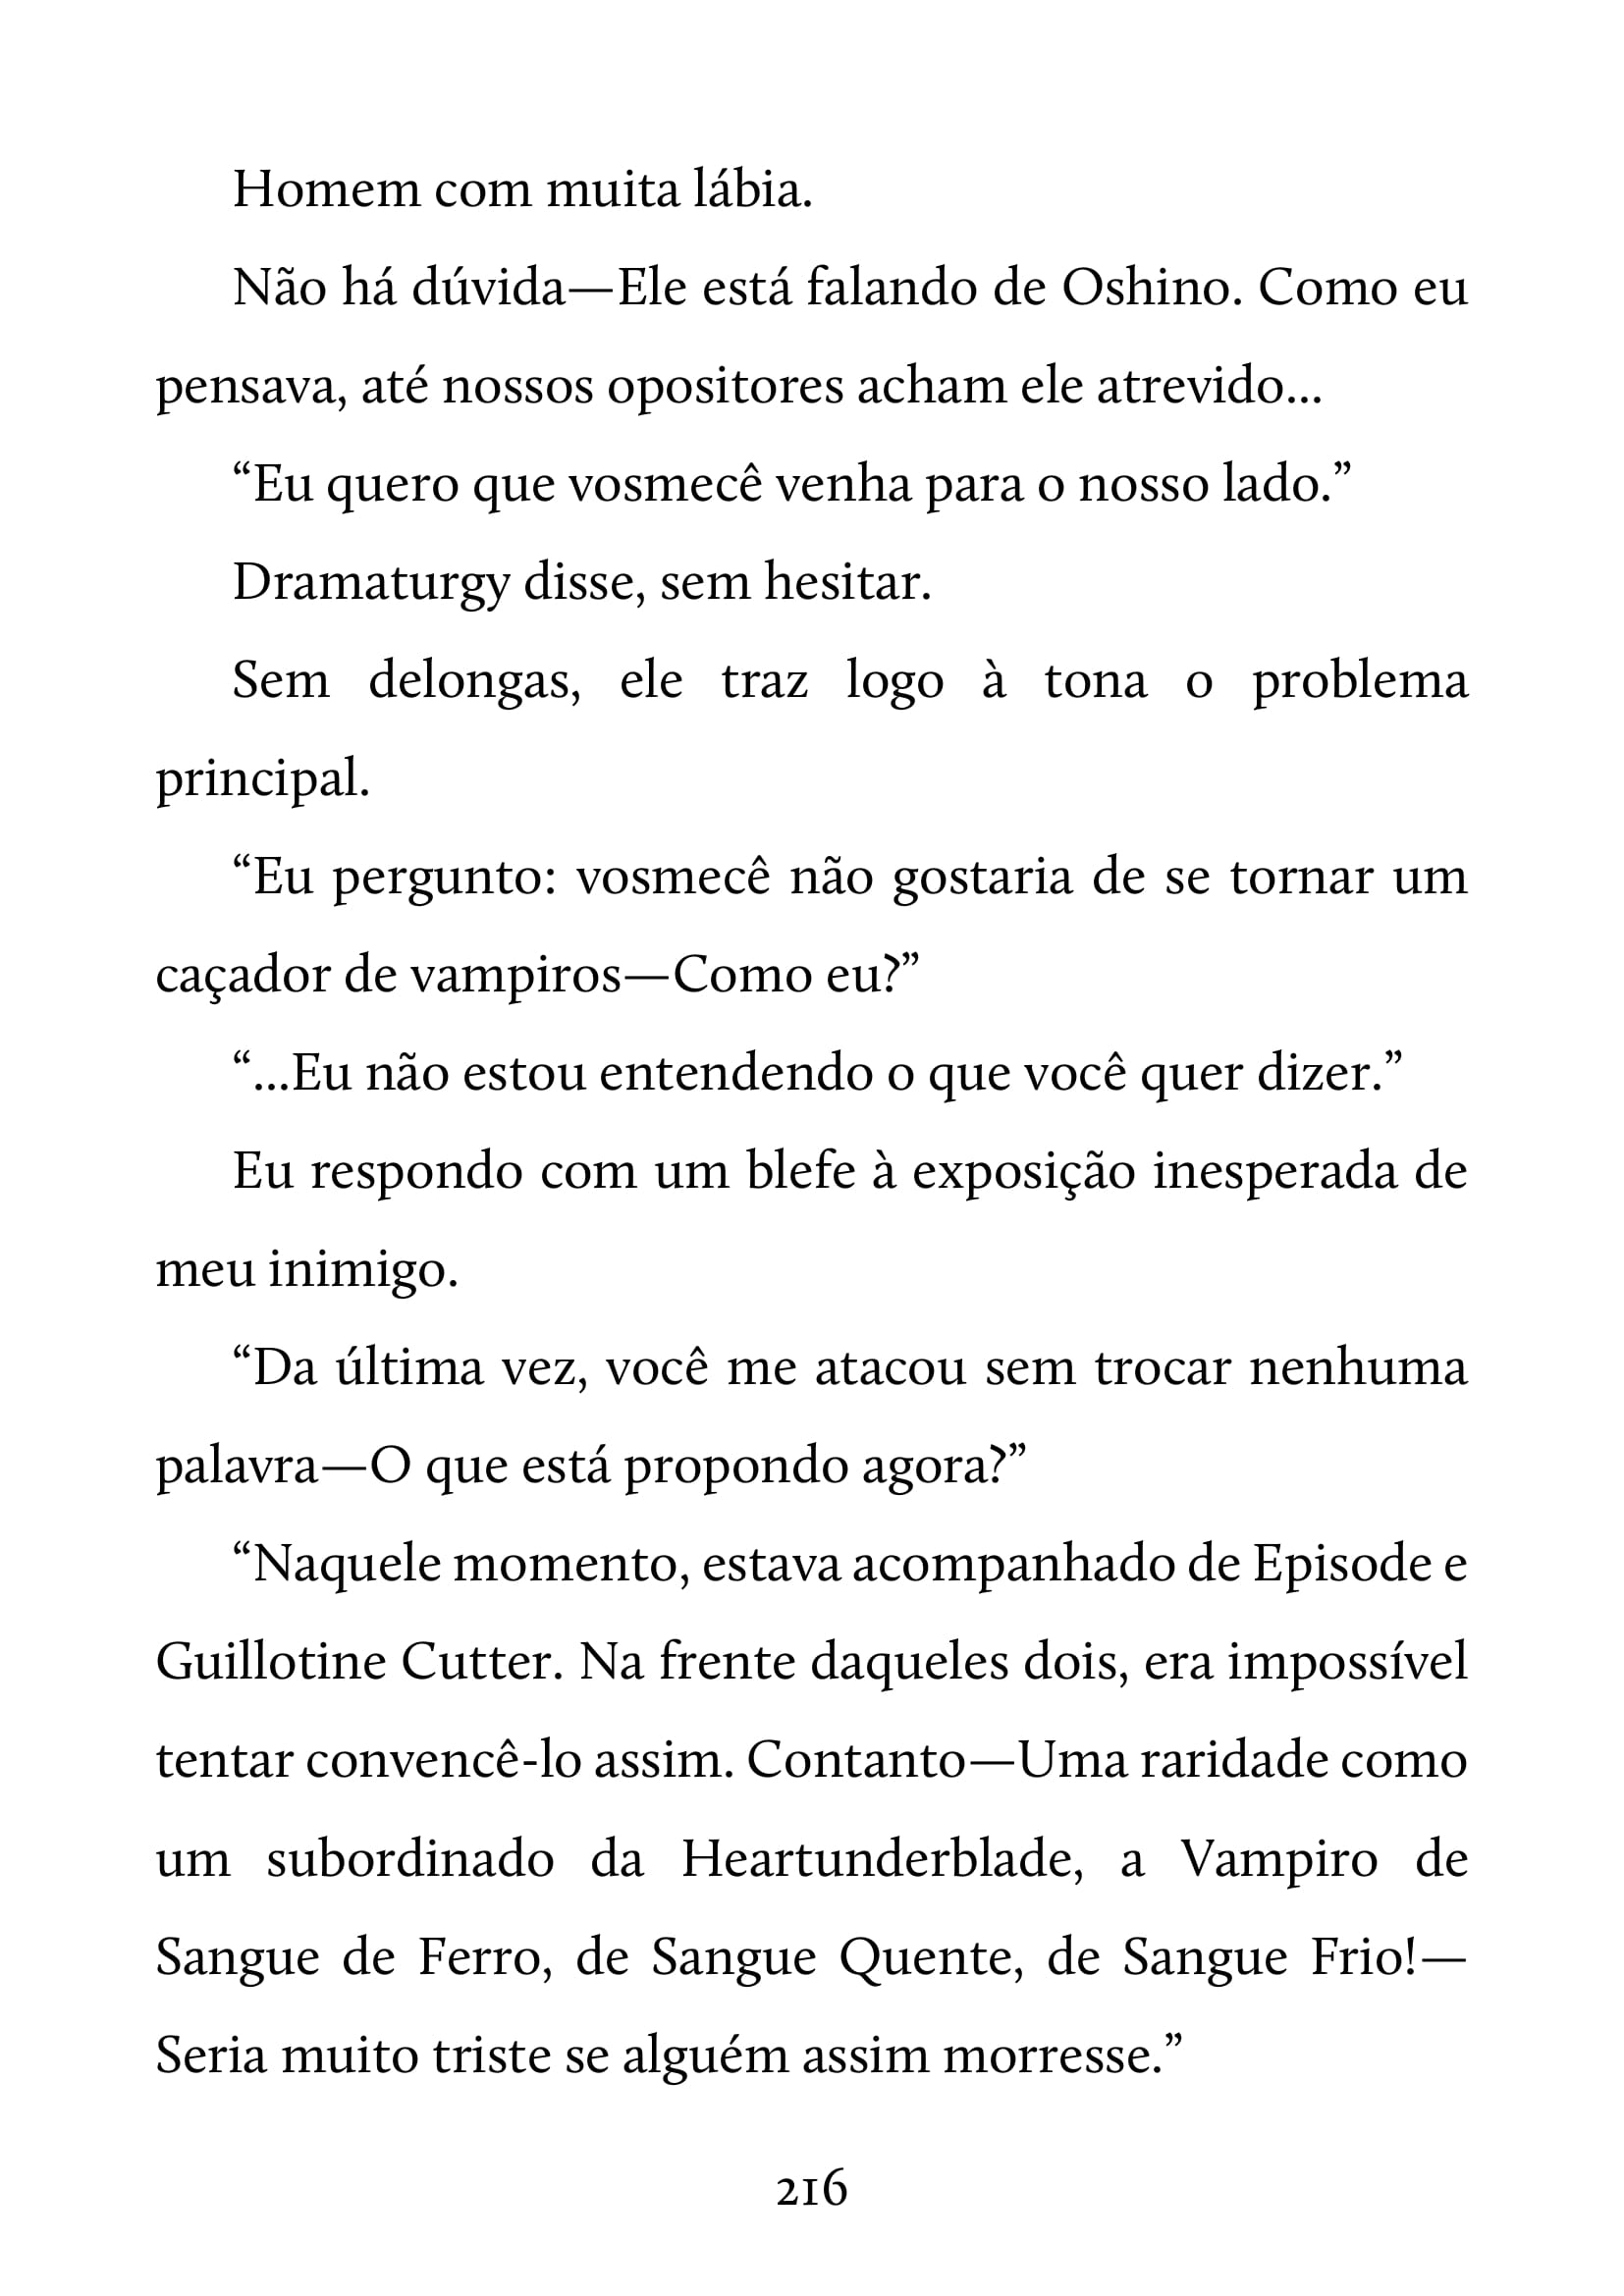 Homem com muita lábia.
Não há dúvida—Ele está falando de Oshino. Como eu
pensava, até nossos opositores acham ele atrevido...
“Eu quero que vosmecê venha para o nosso lado.”
Dramaturgy disse, sem hesitar.
Sem delongas, ele traz logo à tona o problema
principal.
“Eu pergunto: vosmecê não gostaria de se tornar um
caçador de vampiros—Como eu?”
“...Eu não estou entendendo o que você quer dizer.”
Eu respondo com um blefe à exposição inesperada de
meu inimigo.
“Da última vez, você me atacou sem trocar nenhuma
palavra—O que está propondo agora?”
“Naquele momento, estava acompanhado de Episode e
Guillotine Cutter. Na frente daqueles dois, era impossível
tentar convencê-lo assim. Contanto—Uma raridade como
um subordinado da Heartunderblade, a Vampiro de
Sangue de Ferro, de Sangue Quente, de Sangue Frio!—
Seria muito triste se alguém assim morresse.”
216